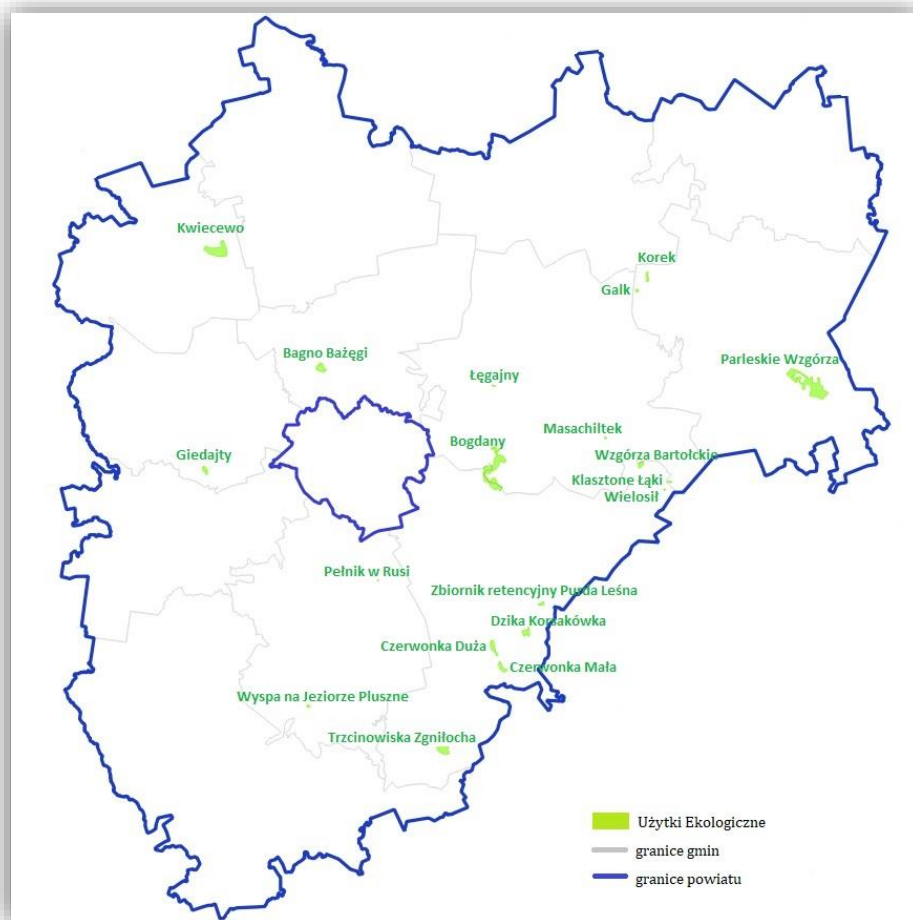 Kwiecewo
Korek
Galk
Bagno Bażęgi
Parleskie Wzgórza
Łęgajny
Masachiltek
Bogdany
Wzgórza Bartołckie
Giedajty
Klasztone Łąki
Wielosił
Pełnik w Rusi
Zbiornik retencyjny Purda Leśna
Dzika Korsakówka
Czerwonka Duża
Czerwonka Mała
Wyspa na Jeziorze Pluszne
Trzcinowiska Zgniłocha
Użytki Ekologiczne
granice gmin
granice powiatu